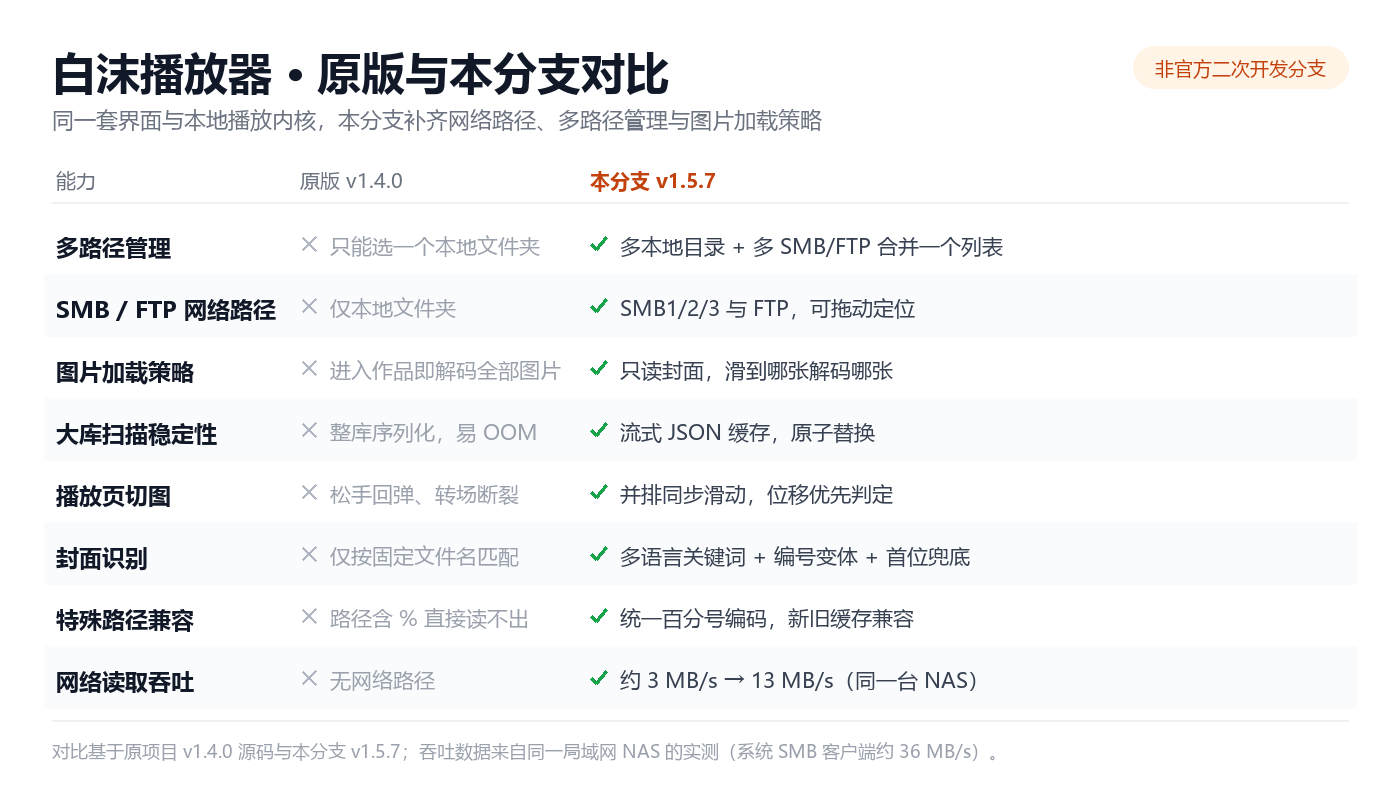 白沫播放器 · 原版与本分支对比
非官方二次开发分支
同一套界面与本地播放内核，本分支补齐网络路径、多路径管理与图片加载策略
能力 原版 v1.4.0 本分支 v1.5.7
多路径管理 × 只能选一个本地文件夹 ✓ 多本地目录 + 多 SMB/FTP 合并一个列表
SMB / FTP 网络路径 × 仅本地文件夹 ✓ SMB1/2/3 与 FTP，可拖动定位
图片加载策略 × 进入作品即解码全部图片 ✓ 只读封面，滑到哪张解码哪张
大库扫描稳定性 × 整库序列化，易 OOM ✓ 流式 JSON 缓存，原子替换
播放页切图 × 松手回弹、转场断裂 ✓ 并排同步滑动，位移优先判定
封面识别 × 仅按固定文件名匹配 ✓ 多语言关键词 + 编号变体 + 首位兜底
特殊路径兼容 × 路径含 % 直接读不出 ✓ 统一百分号编码，新旧缓存兼容
网络读取吞吐 × 无网络路径 ✓ 约 3 MB/s → 13 MB/s（同一台 NAS）
对比基于原项目 v1.4.0 源码与本分支 v1.5.7；吞吐数据来自同一局域网 NAS 的实测（系统 SMB 客户端约 36 MB/s）。